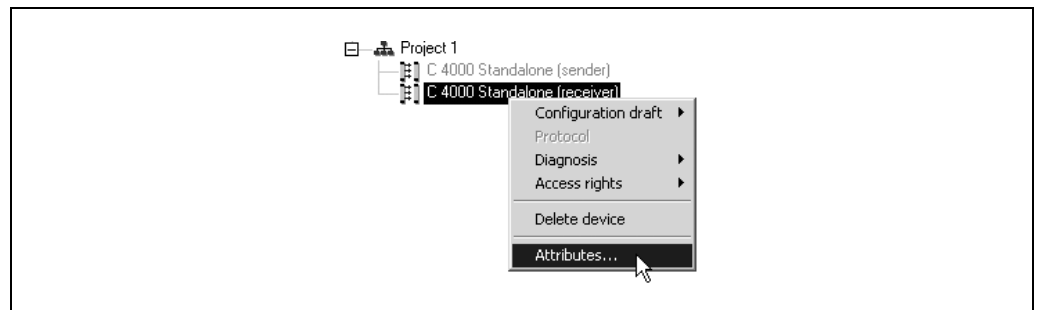 Project 1
C 4000 Standalone (sender)
C 4000 Standalone (receiver)
Configuration draft
Protocol
Diagnosis
Access rights
Delete device
Attributes...